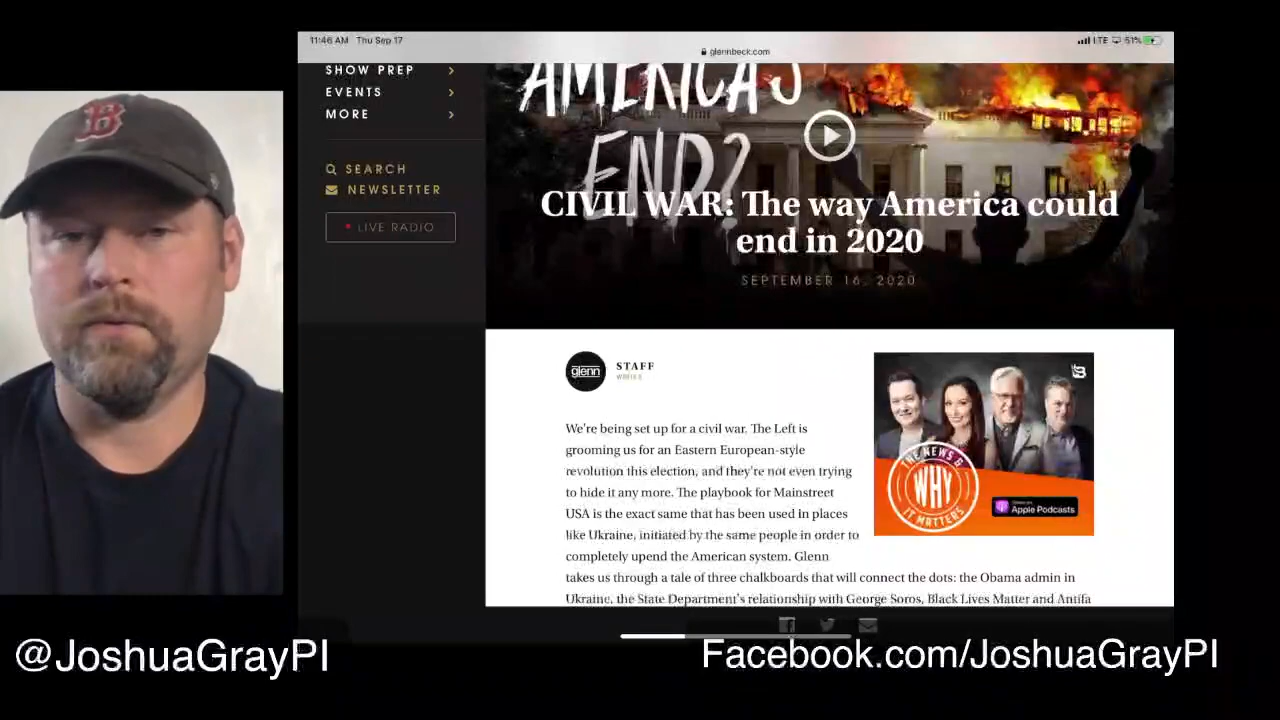 11:46 AM Thu Sep 17
LTE 51%
glennbeck.com
SHOW PREP
EVENTS
MORE
SEARCH
NEWSLETTER
LIVE RADIO
AMERICA'S
END?
CIVIL WAR: The way America could
end in 2020
SEPTEMBER 16, 2020
glenn
STAFF
We're being set up for a civil war. The Left is
grooming us for an Eastern European-style
revolution this election, and they're not even trying
to hide it any more. The playbook for Mainstreet
USA is the exact same that has been used in places
like Ukraine, initiated by the same people in order to
completely upend the American system. Glenn
takes us through a tale of three chalkboards that will connect the dots: the Obama admin in
Ukraine, the State Department's relationship with George Soros, Black Lives Matter and Antifa
THE NEWS &
WHY
IT MATTERS
Apple Podcasts
B
@JoshuaGrayPI
Facebook.com/JoshuaGrayPI